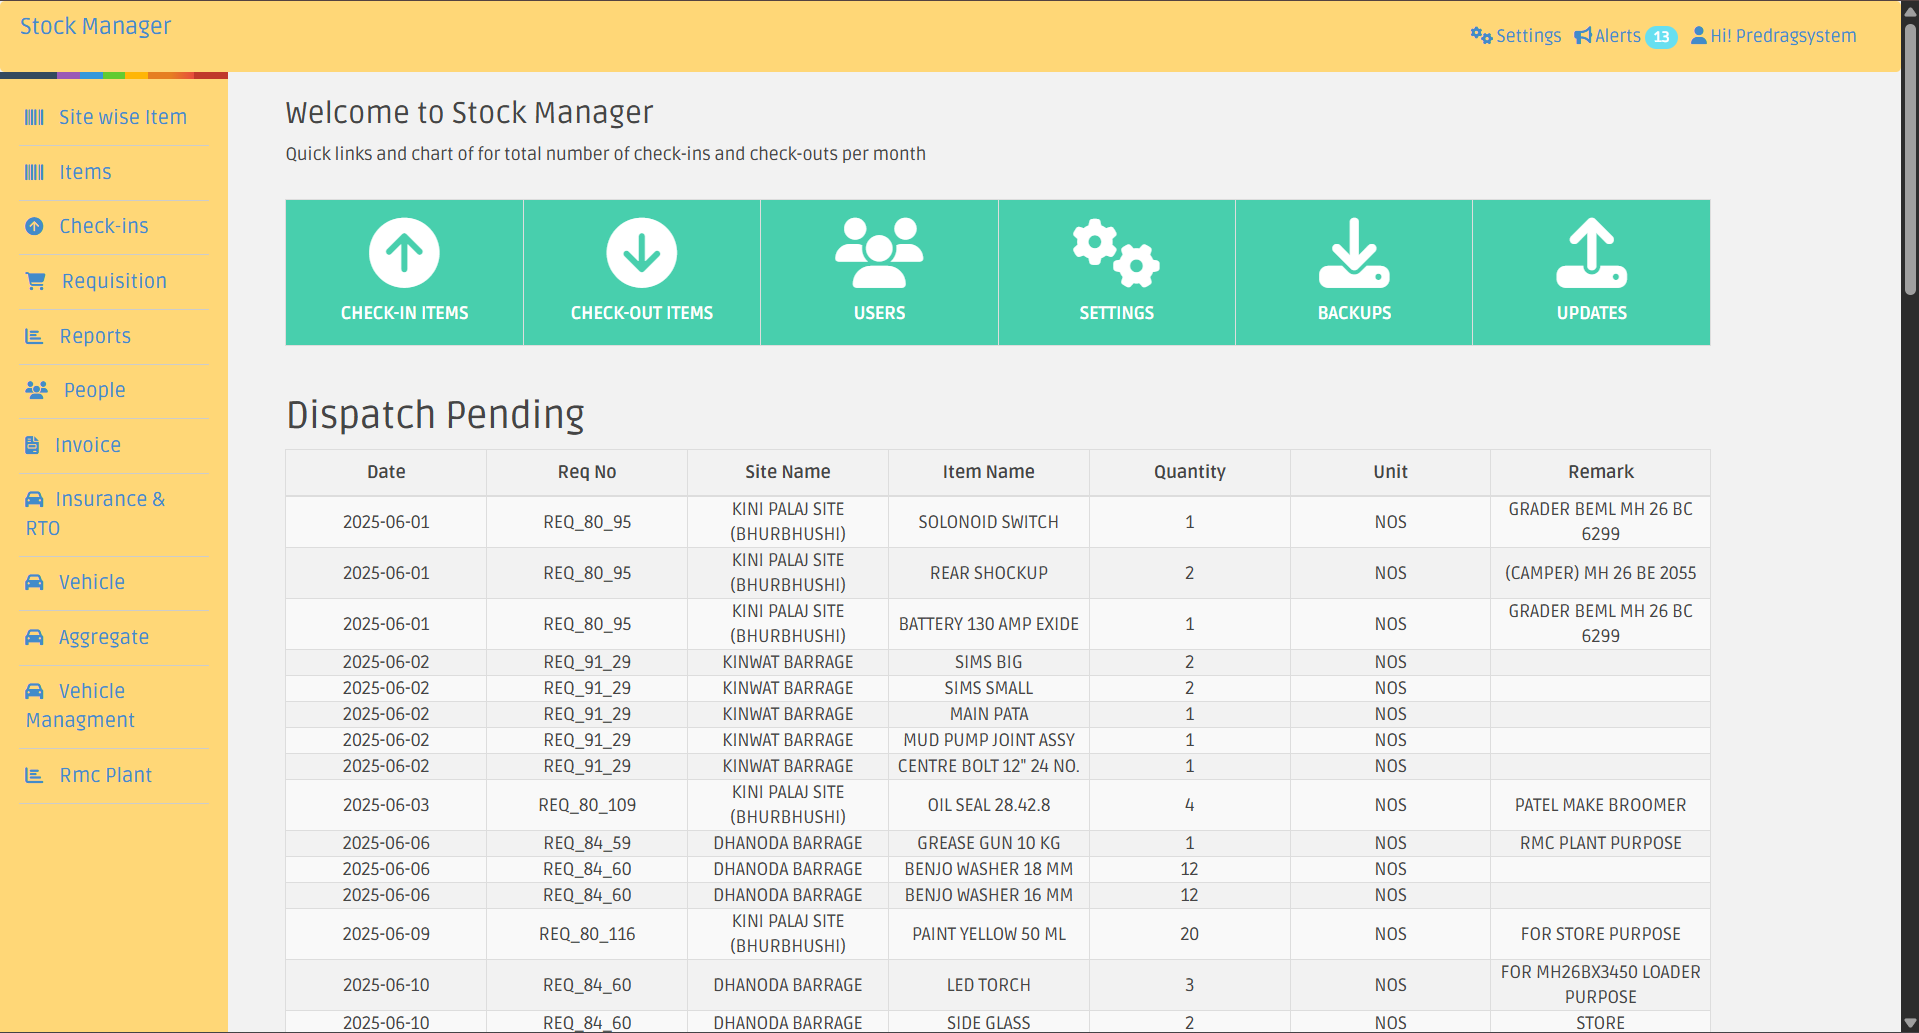 Stock Manager
Settings Alerts 13 Hi! Predragsystem
Site wise Item
Items
Check-ins
Requisition
Reports
People
Invoice
Insurance &
RTO
Vehicle
Aggregate
Vehicle
Managment
Rmc Plant
Welcome to Stock Manager
Quick links and chart of for total number of check-ins and check-outs per month
CHECK-IN ITEMS CHECK-OUT ITEMS USERS SETTINGS BACKUPS UPDATES
Dispatch Pending
Date Req No Site Name Item Name Quantity Unit Remark
2025-06-01 REQ_80_95 KINI PALAJ SITE (BHURBHUSHI) SOLONOID SWITCH 1 NOS GRADER BEML MH 26 BC 6299
2025-06-01 REQ_80_95 KINI PALAJ SITE (BHURBHUSHI) REAR SHOCKUP 2 NOS (CAMPER) MH 26 BE 2055
2025-06-01 REQ_80_95 KINI PALAJ SITE (BHURBHUSHI) BATTERY 130 AMP EXIDE 1 NOS GRADER BEML MH 26 BC 6299
2025-06-02 REQ_91_29 KINWAT BARRAGE SIMS BIG 2 NOS
2025-06-02 REQ_91_29 KINWAT BARRAGE SIMS SMALL 2 NOS
2025-06-02 REQ_91_29 KINWAT BARRAGE MAIN PATA 1 NOS
2025-06-02 REQ_91_29 KINWAT BARRAGE MUD PUMP JOINT ASSY 1 NOS
2025-06-02 REQ_91_29 KINWAT BARRAGE CENTRE BOLT 12" 24 NO. 1 NOS
2025-06-03 REQ_80_109 KINI PALAJ SITE (BHURBHUSHI) OIL SEAL 28.42.8 4 NOS PATEL MAKE BROOMER
2025-06-06 REQ_84_59 DHANODA BARRAGE GREASE GUN 10 KG 1 NOS RMC PLANT PURPOSE
2025-06-06 REQ_84_60 DHANODA BARRAGE BENJO WASHER 18 MM 12 NOS
2025-06-06 REQ_84_60 DHANODA BARRAGE BENJO WASHER 16 MM 12 NOS
2025-06-09 REQ_80_116 KINI PALAJ SITE (BHURBHUSHI) PAINT YELLOW 50 ML 20 NOS FOR STORE PURPOSE
2025-06-10 REQ_84_60 DHANODA BARRAGE LED TORCH 3 NOS FOR MH26BX3450 LOADER PURPOSE
2025-06-10 REQ_84_60 DHANODA BARRAGE SIDE GLASS 2 NOS STORE